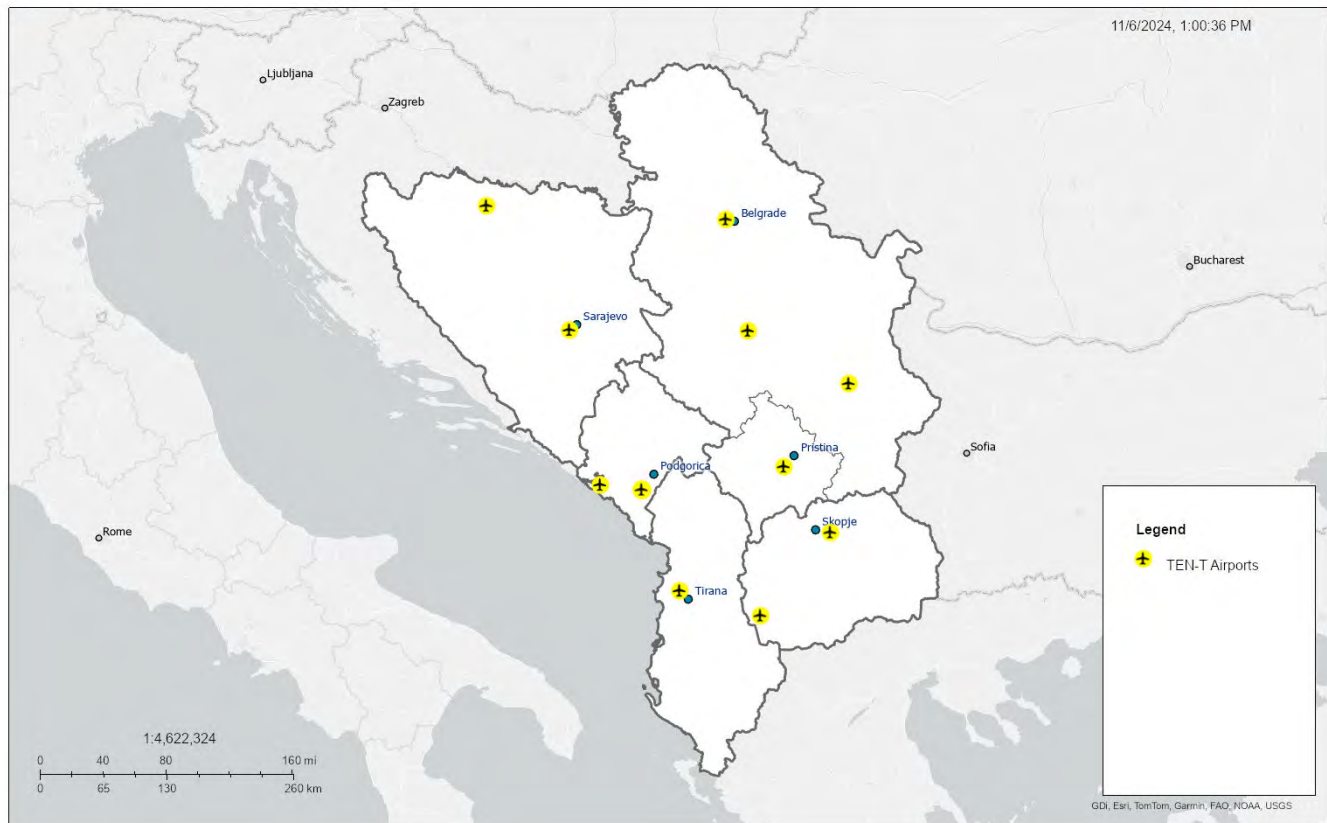 11/6/2024, 1:00:36 PM
Ljubljana
Zagreb
Belgrade
Bucharest
Sarajevo
Pristina
Sofia
Podgorica
Skopje
Rome
Tirana
Legend
TEN-T Airports
1:4,622,324
0 40 80 160 mi
0 65 130 260 km
GDi, Esri, TomTom, Garmin, FAO, NOAA, USGS